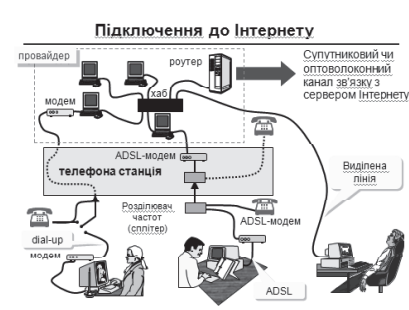 Підключення до Інтернету
провайдер
роутер
Супутниковий чи
оптоволоконний
канал зв'язку з
сервером Інтернету
хаб
модем
ADSL-модем
телефона станція
Виділена
лінія
Розділювач
частот
(сплітер)
ADSL-модем
dial-up
модем
ADSL